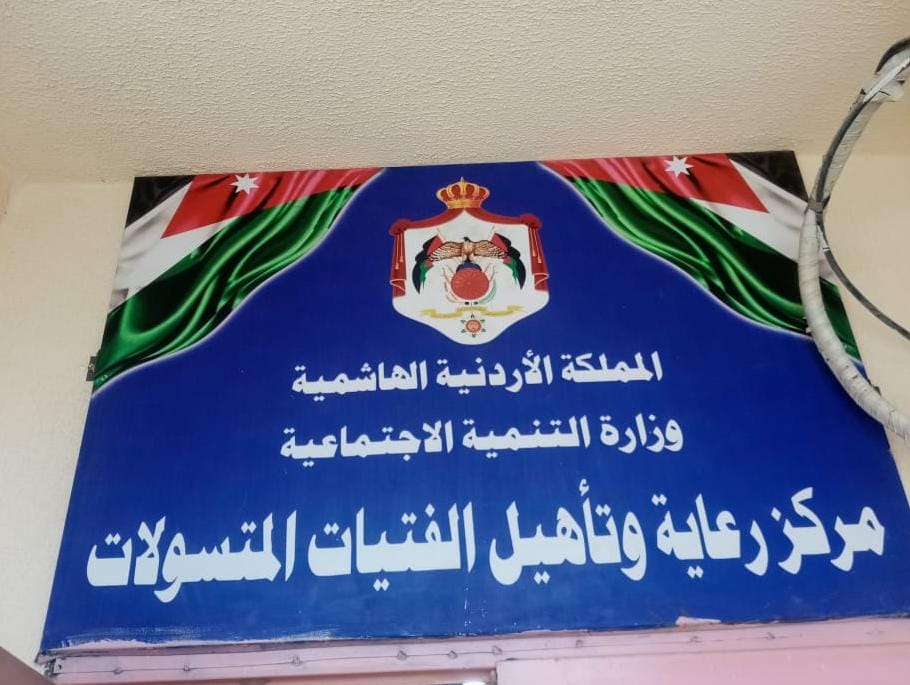 المملكة الأردنية الهاشمية
وزارة التنمية الاجتماعية
مركز رعاية وتأهيل الفتيات المتسولات